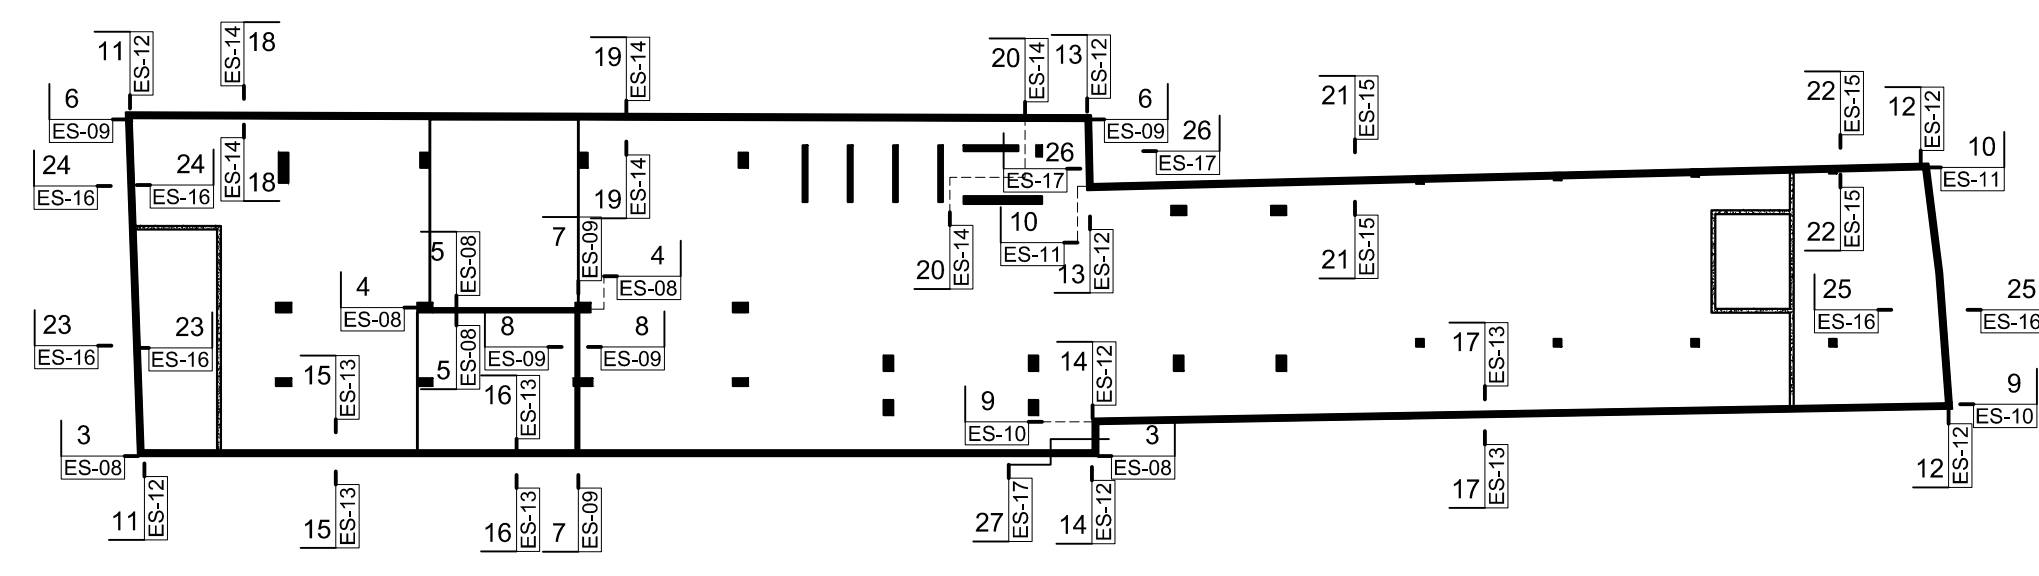 11
ES-12
ES-14
18
19
ES-14
20
ES-14
13
ES-12
6
ES-09
6
ES-09
21
ES-15
22
ES-15
12
ES-12
24
ES-16
24
ES-16
ES-14
18
19
ES-14
26
ES-17
26
ES-17
10
ES-11
10
ES-11
21
ES-15
22
ES-15
5
ES-08
7
ES-09
4
ES-08
4
ES-08
20
ES-14
13
ES-12
23
ES-16
23
ES-16
5
ES-08
8
ES-09
8
ES-09
25
ES-16
25
ES-16
15
ES-13
16
ES-13
14
ES-12
17
ES-13
9
ES-10
9
ES-10
3
ES-08
3
ES-08
11
ES-12
15
ES-13
16
ES-13
7
ES-09
27
ES-17
14
ES-12
17
ES-13
12
ES-12